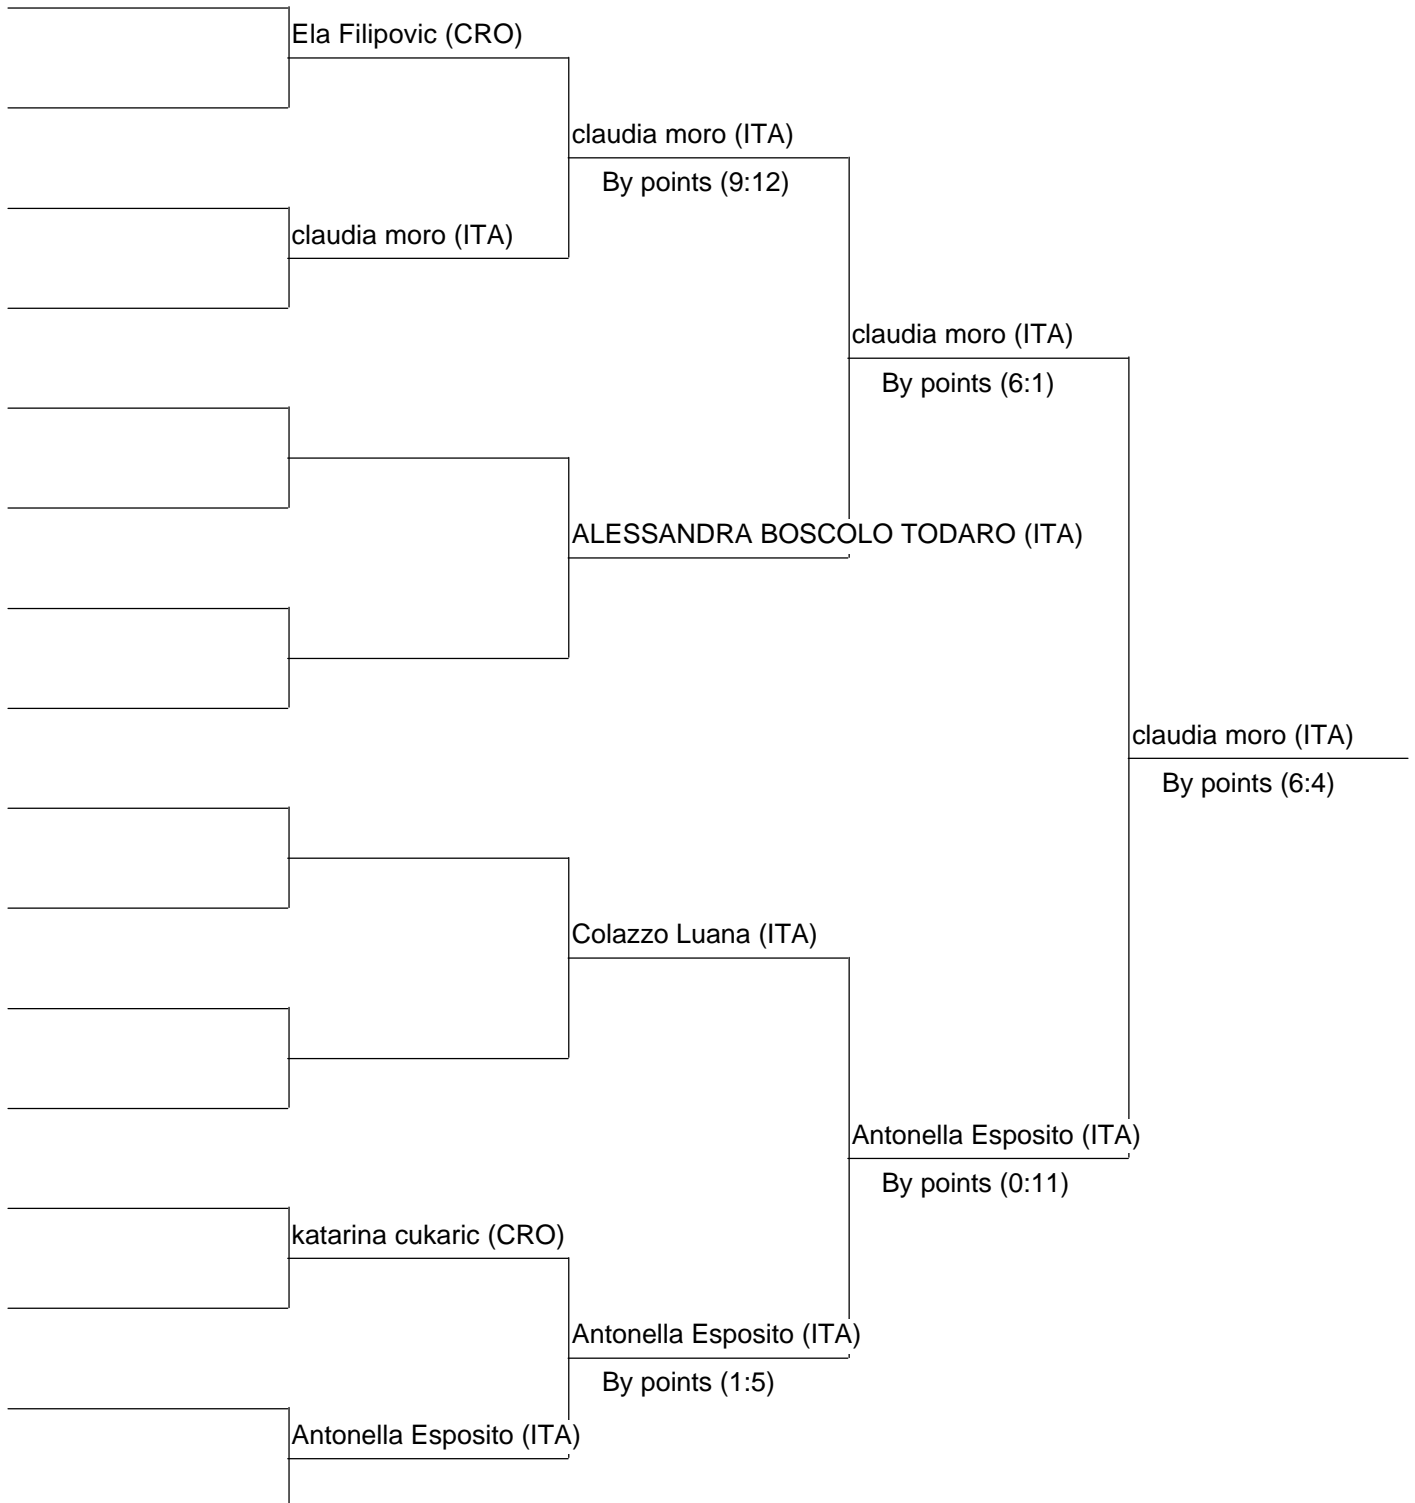 Ela Filipovic (CRO)
claudia moro (ITA)
By points (9:12)
claudia moro (ITA)
claudia moro (ITA)
By points (6:1)
ALESSANDRA BOSCOLO TODARO (ITA)
claudia moro (ITA)
By points (6:4)
Colazzo Luana (ITA)
Antonella Esposito (ITA)
By points (0:11)
katarina cukaric (CRO)
Antonella Esposito (ITA)
By points (1:5)
Antonella Esposito (ITA)